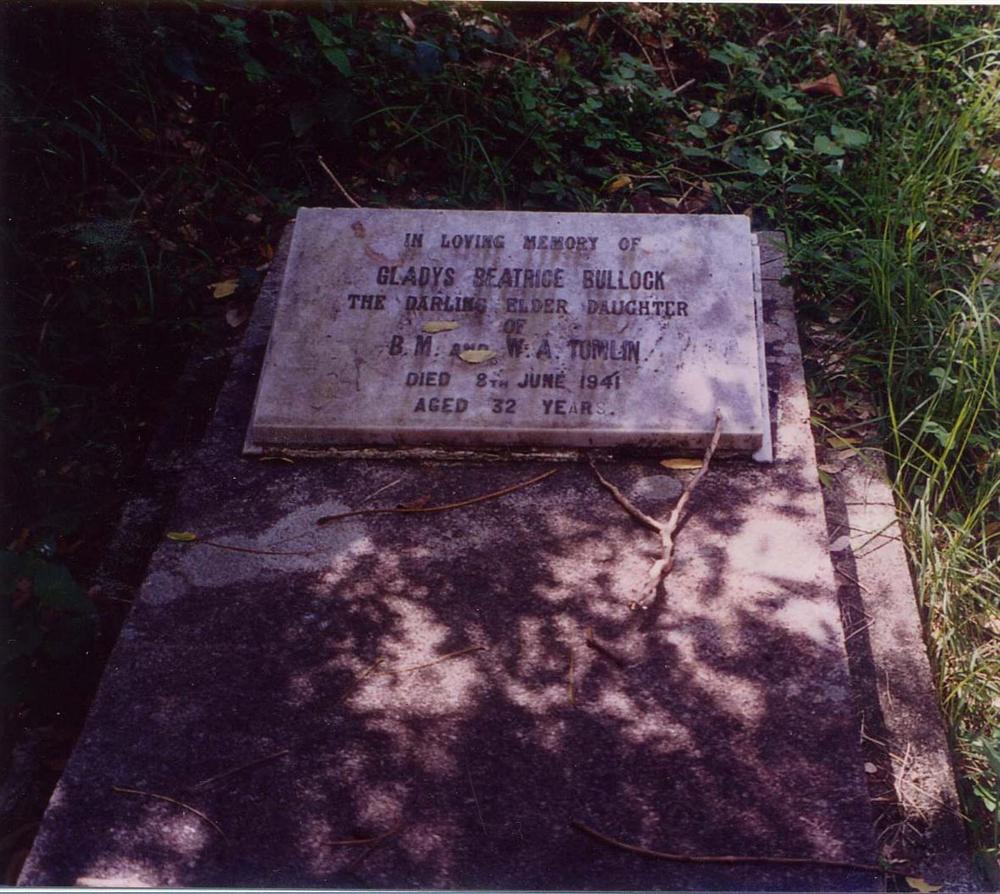 IN LOVING MEMORY OF
GLADYS BEATRICE BULLOCK
THE DARLING ELDER DAUGHTER
OF
B. M. AND W. A. TOMLIN
DIED 8TH JUNE 1941
AGED 32 YEARS.